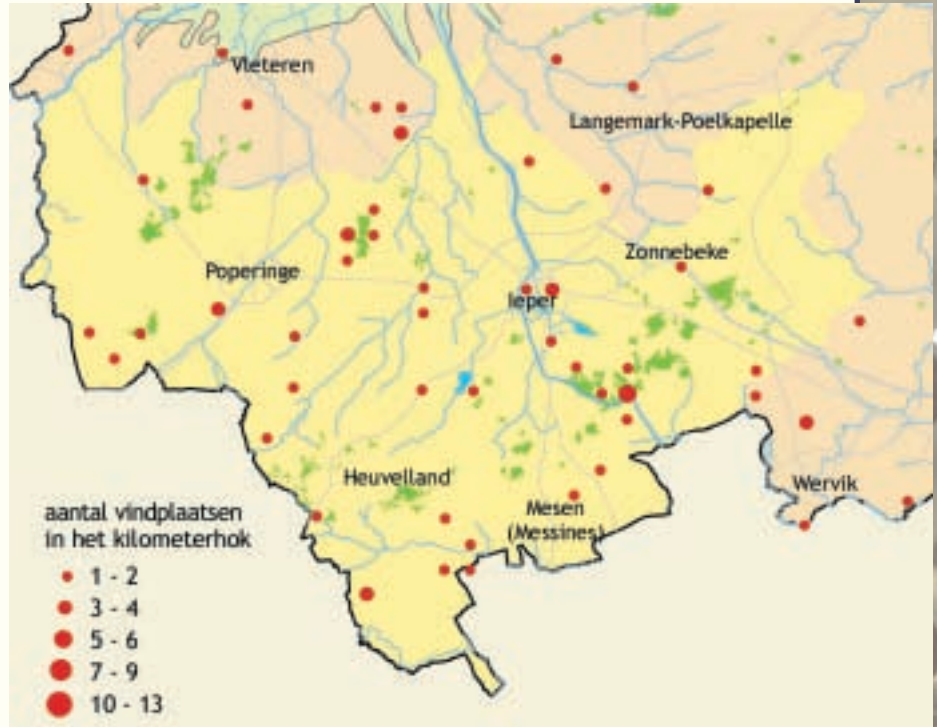 Vleteren
Langemark-Poelkapelle
Zonnebeke
Poperinge
Ieper
Heuvelland
Mesen
(Messines)
Wervik
aantal vindplaatsen
in het kilometerhok
1 - 2
3 - 4
5 - 6
7 - 9
10 - 13